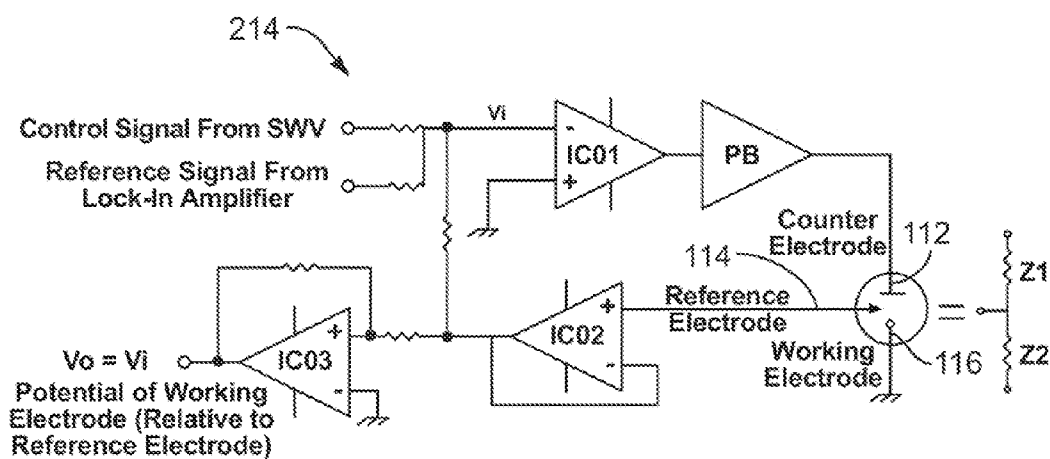 214
Control Signal From SWV
Vi
-
IC01
+
PB
Reference Signal From
Lock-In Amplifier
Counter
Electrode
112
114
Reference
Electrode
Z1
=
Z2
+
IC02
-
Working
Electrode
116
+
IC03
-
Vo = Vi
Potential of Working
Electrode (Relative to
Reference Electrode)